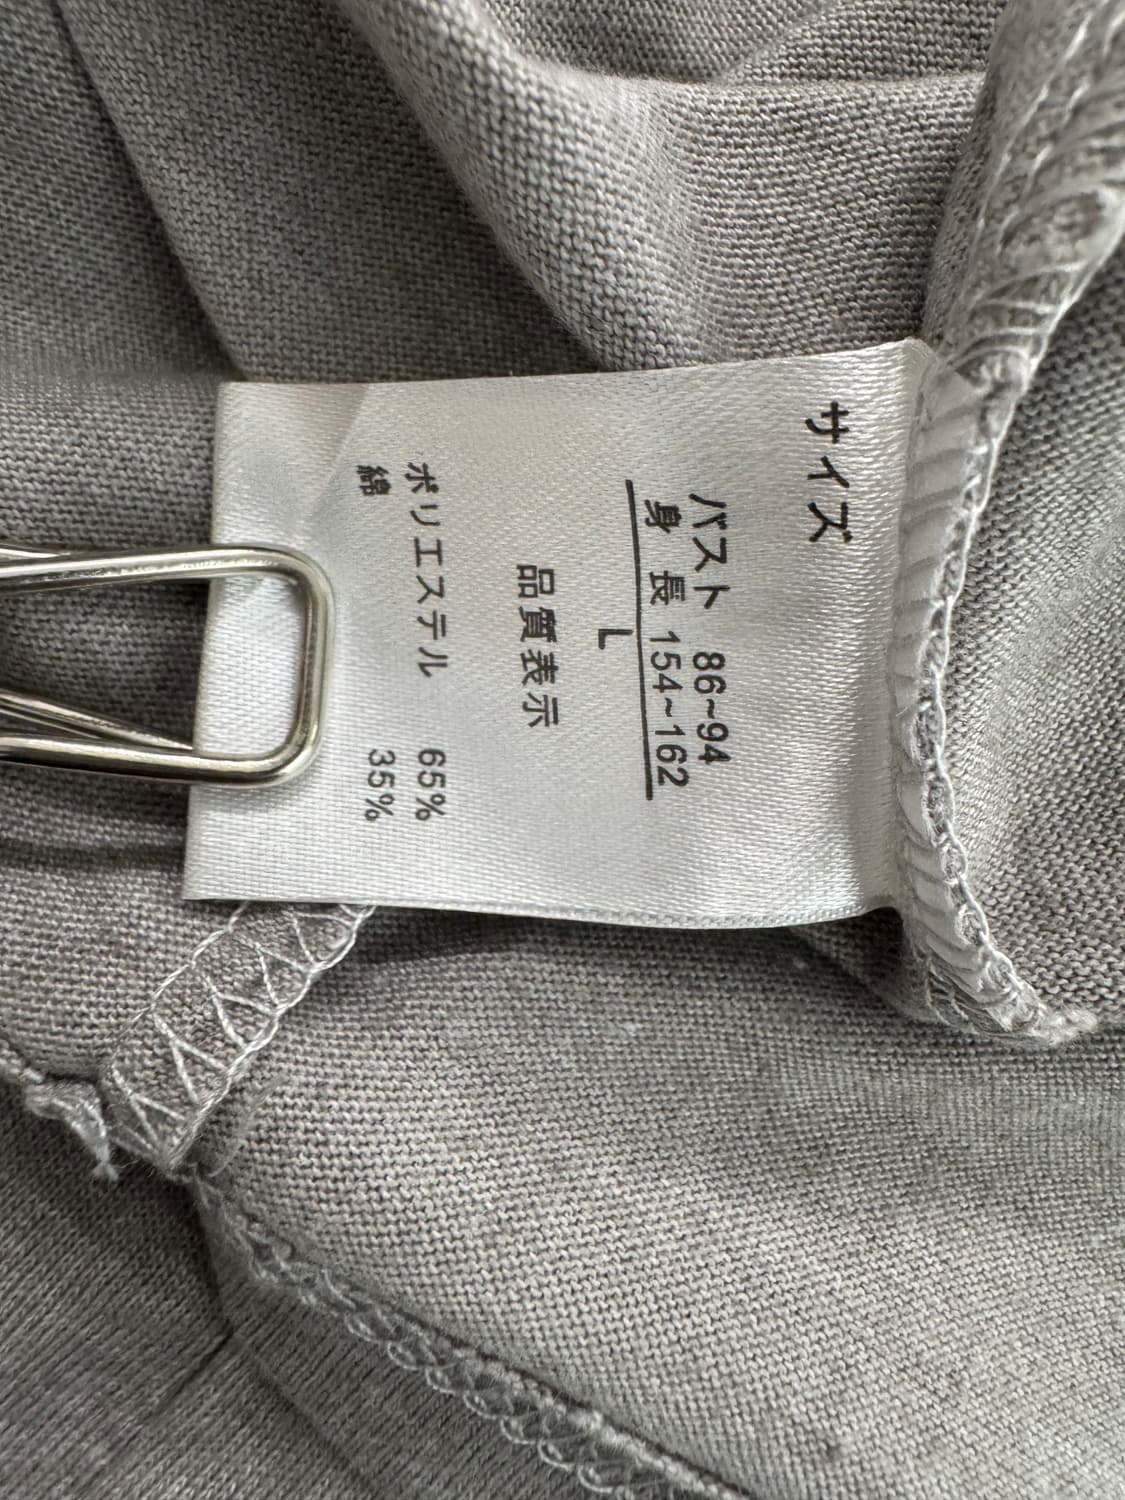 サイズ
バスト 86~94
身長 154~162
L
品質表示
ポリエステル 65%
綿 35%